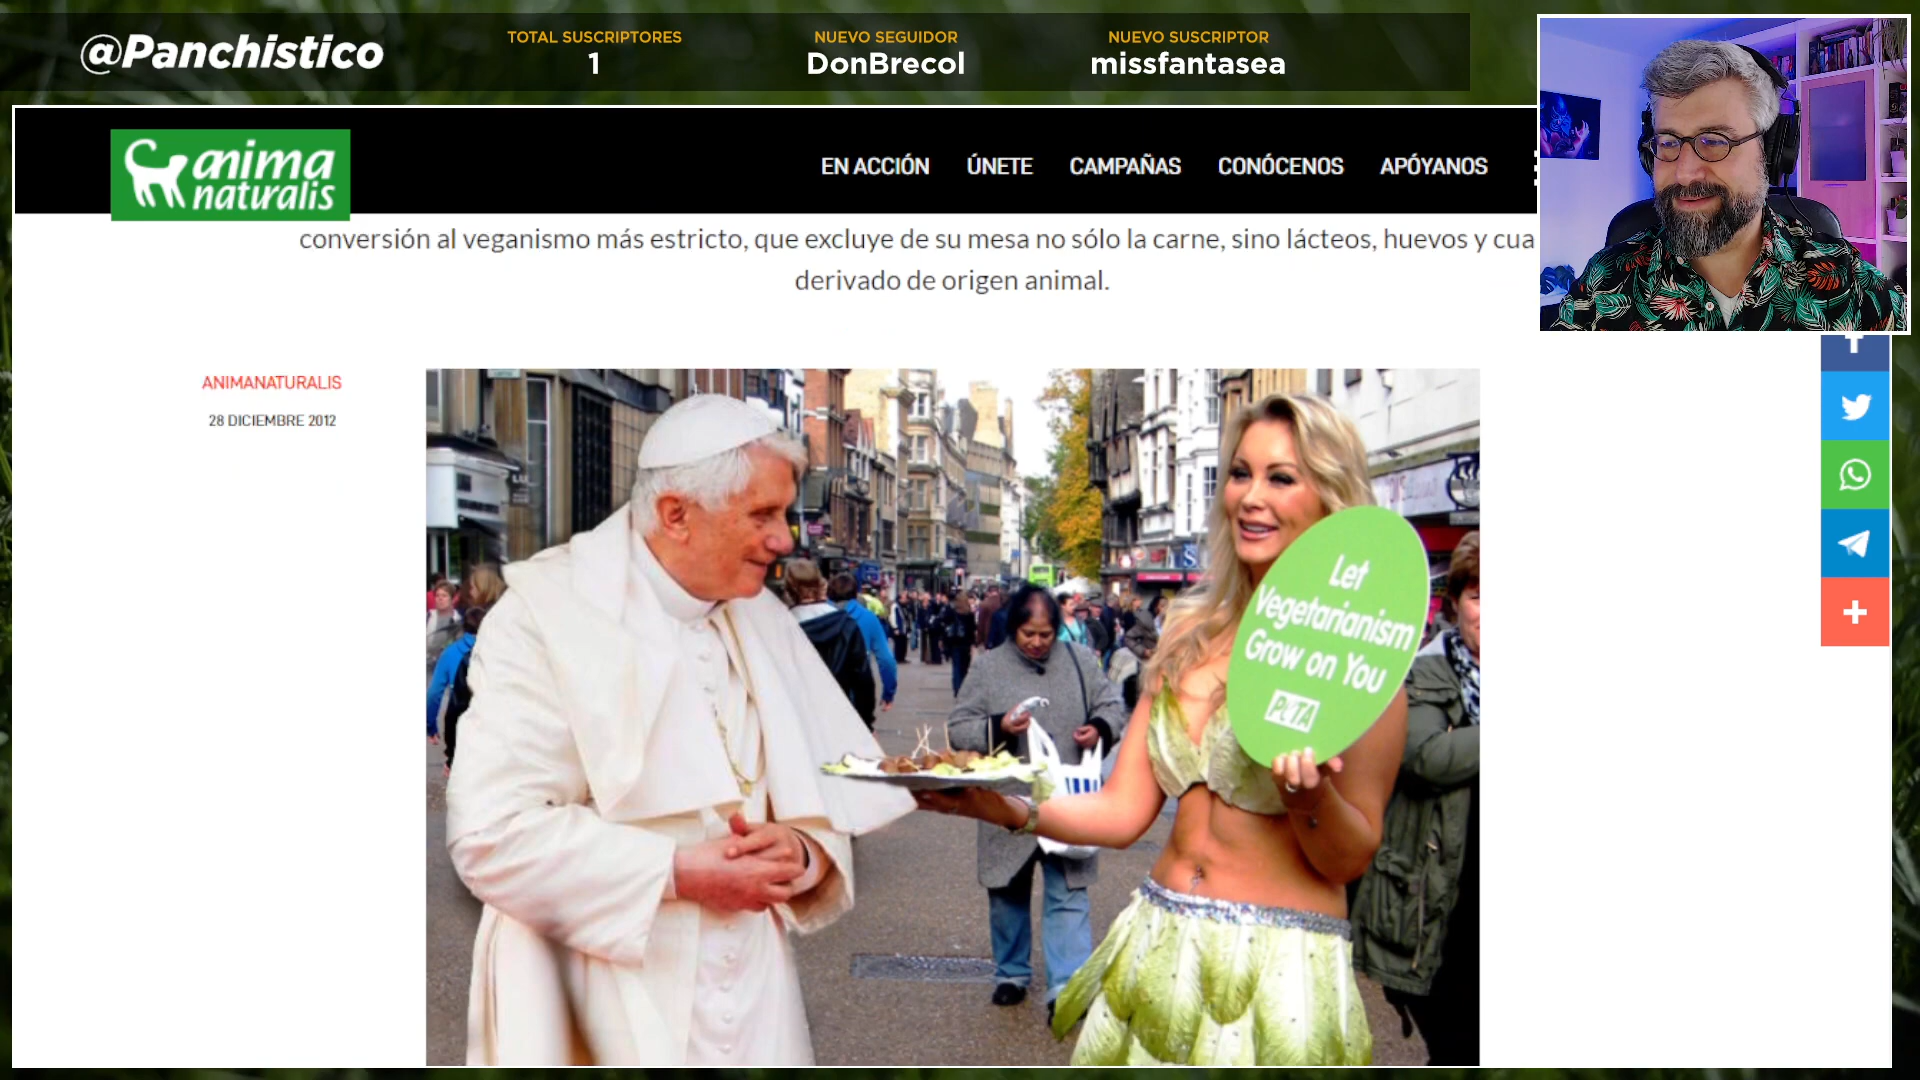 @Panchistico
TOTAL SUSCRIPTORES
1
NUEVO SEGUIDOR
DonBrecol
NUEVO SUSCRIPTOR
missfantasea
anima
naturalis
EN ACCIÓN ÚNETE CAMPAÑAS CONÓCENOS APÓYANOS
conversión al veganismo más estricto, que excluye de su mesa no sólo la carne, sino lácteos, huevos y cua
derivado de origen animal.
ANIMANATURALIS
28 DICIEMBRE 2012
Let
Vegetarianism
Grow on You
PETA